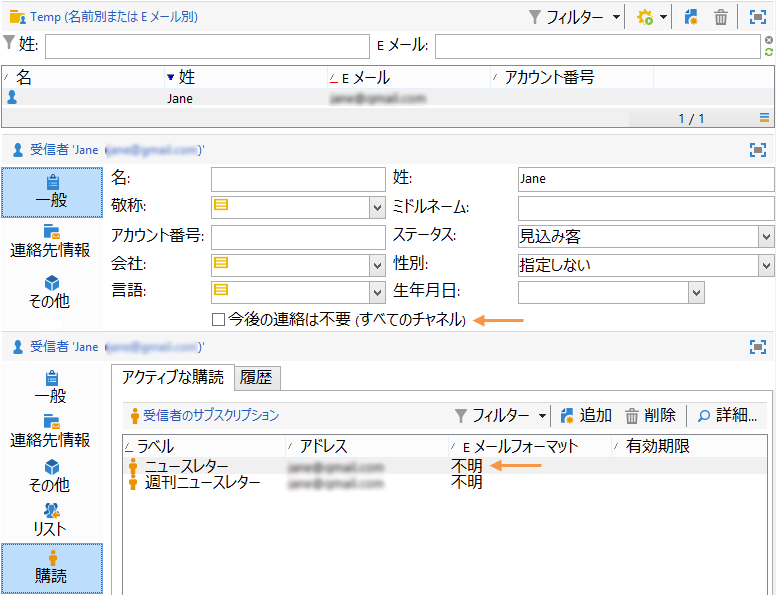 Temp (名前別または E メール別) フィルター
姓: E メール:
名 姓 E メール アカウント番号
Jane
1 / 1
受信者 'Jane )'
一般
連絡先情報
その他
名: 姓: Jane
敬称: ミドルネーム:
アカウント番号: ステータス: 見込み客
会社: 性別: 指定しない
言語: 生年月日:
今後の連絡は不要 (すべてのチャネル)
受信者 'Jane )'
一般
連絡先情報
その他
リスト
購読
アクティブな購読 履歴
受信者のサブスクリプション フィルター 追加 削除 詳細...
ラベル アドレス E メールフォーマット 有効期限
ニュースレター 不明
週刊ニュースレター 不明